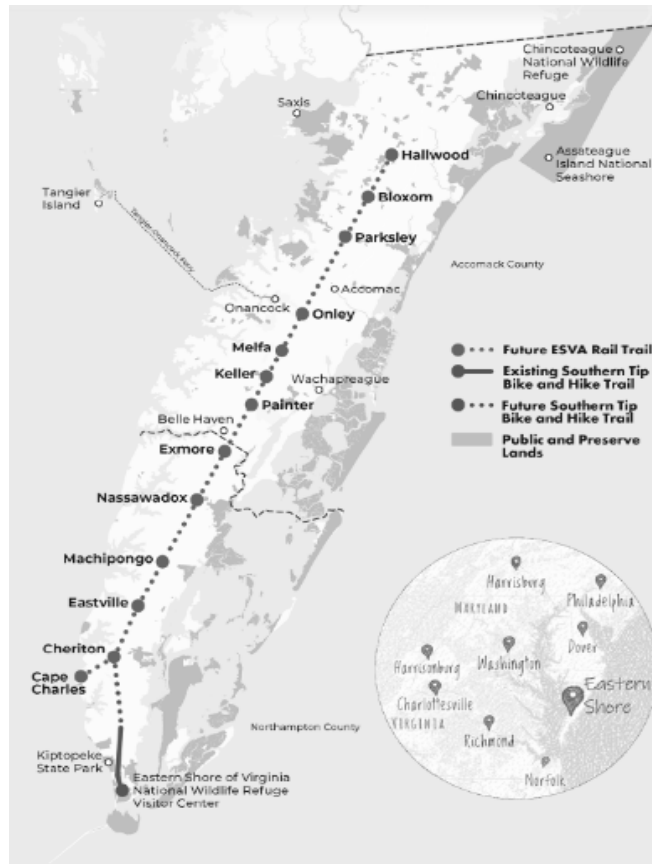 Chincoteague
National Wildlife
Refuge
Saxis
Chincoteague
Hallwood
Assateague
Island National
Seashore
Bloxom
Tangier
Island
Parksley
Tangier-Onancock Ferry
Accomack County
Accomac
Onancock
Onley
Melfa
Keller
Wachapreague
Painter
Belle Haven
Exmore
Future ESVA Rail Trail
Existing Southern Tip
Bike and Hike Trail
Future Southern Tip
Bike and Hike Trail
Public and Preserve
Lands
Nassawadox
Machipongo
Eastville
Cheriton
Cape
Charles
Northampton County
Kiptopeke
State Park
Eastern Shore of Virginia
National Wildlife Refuge
Visitor Center
Harrisburg
Philadelphia
MARYLAND
Dover
Harrisonburg
Washington
Charlottesville
Eastern
Shore
VIRGINIA
Richmond
Norfolk